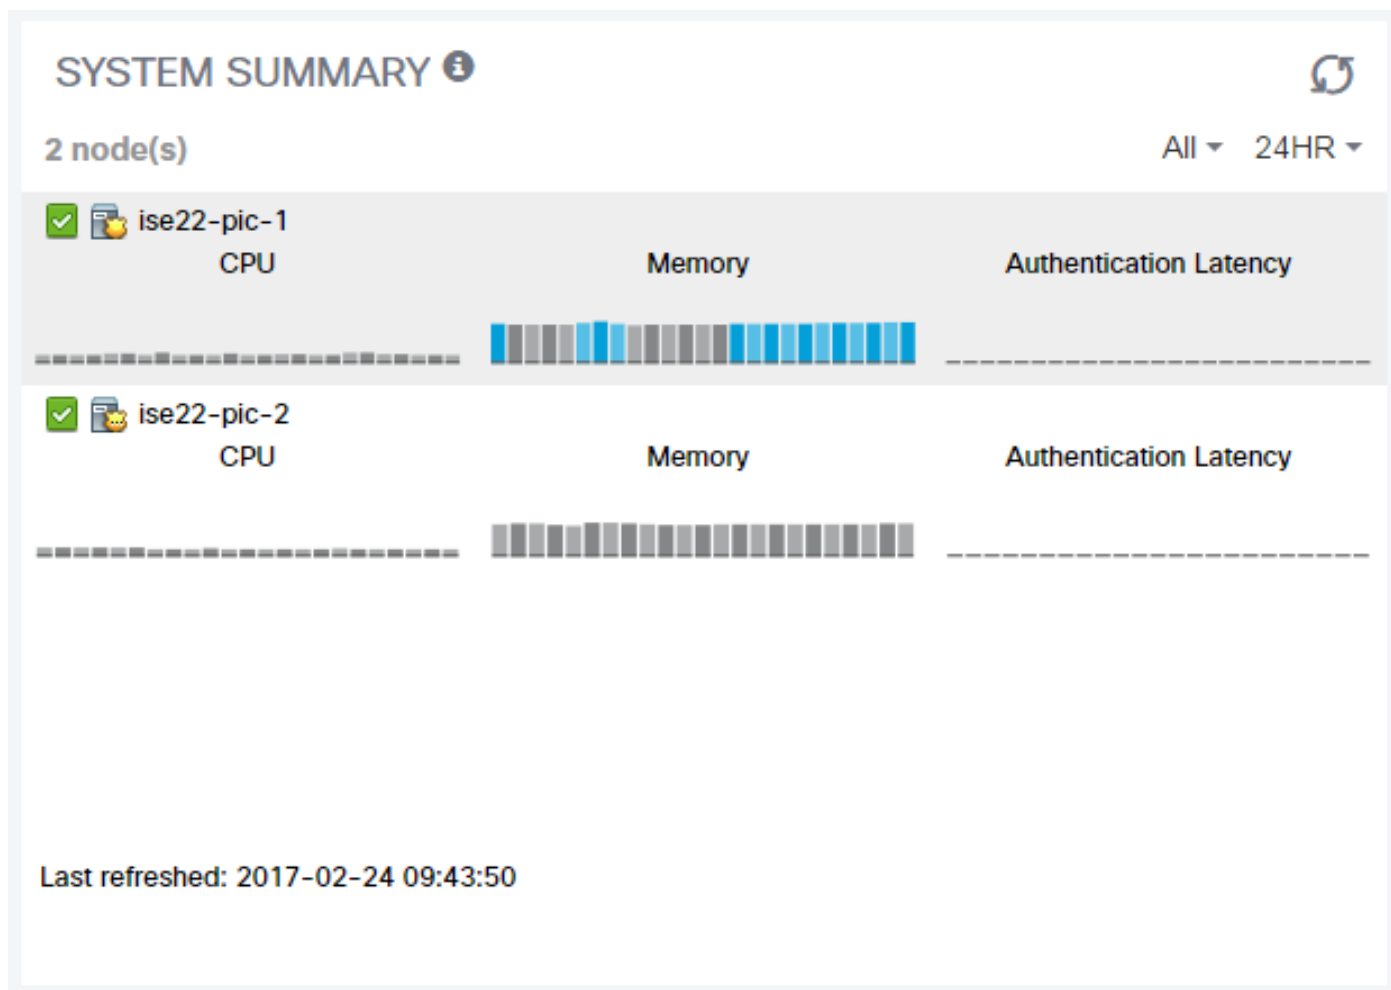 SYSTEM SUMMARY
2 node(s)
All 24HR
ise22-pic-1
CPU Memory Authentication Latency
ise22-pic-2
CPU Memory Authentication Latency
Last refreshed: 2017-02-24 09:43:50